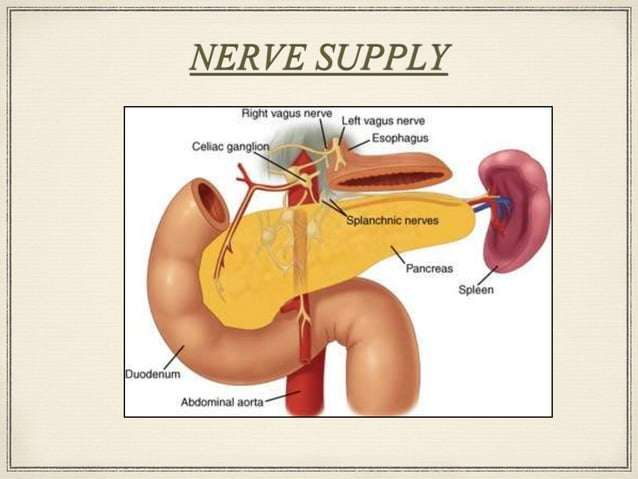 NERVE SUPPLY
Right vagus nerve
Left vagus nerve
Esophagus
Celiac ganglion
Splanchnic nerves
Pancreas
Spleen
Duodenum
Abdominal aorta